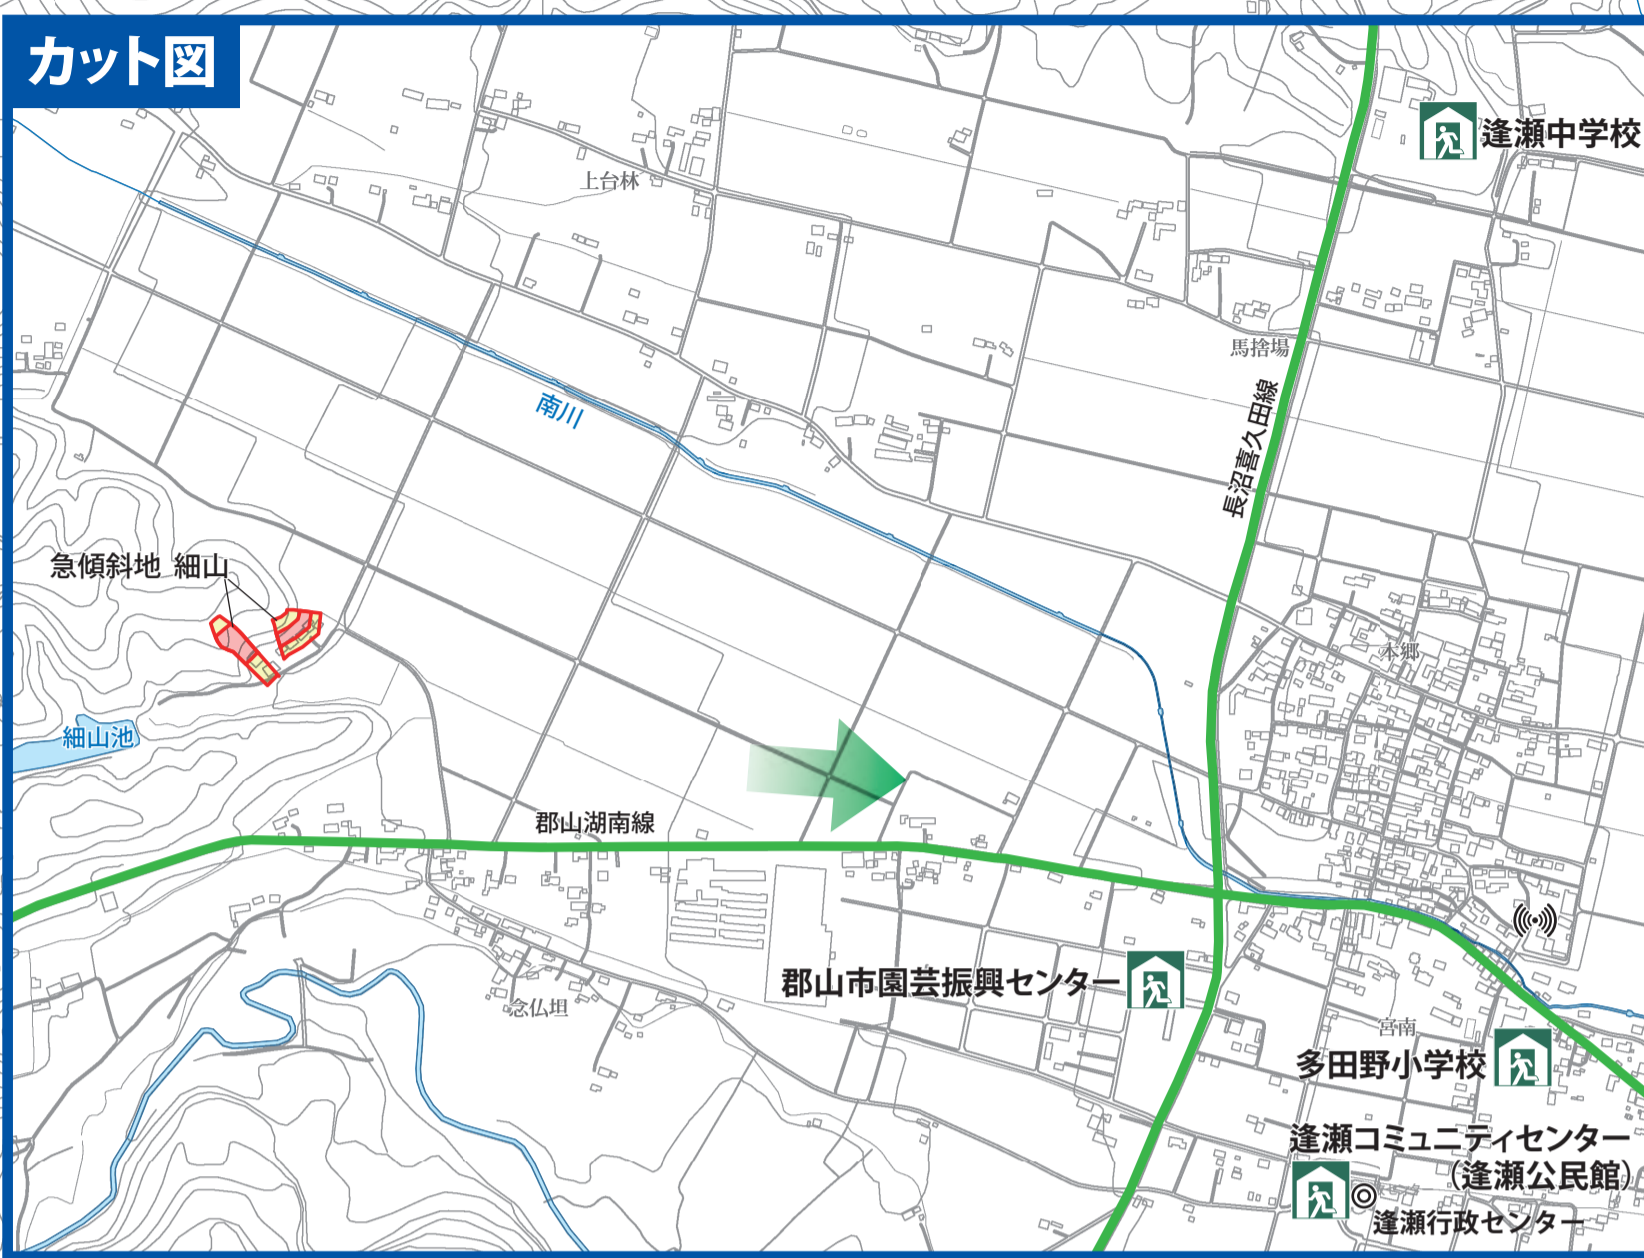 カット図
逢瀬中学校
上台林
馬捨場
南川
長沼喜久田線
急傾斜地 細山
本郷
細山池
郡山湖南線
郡山市園芸振興センター
念仏坦
宮南
多田野小学校
逢瀬コミュニティセンター
(逢瀬公民館)
逢瀬行政センター